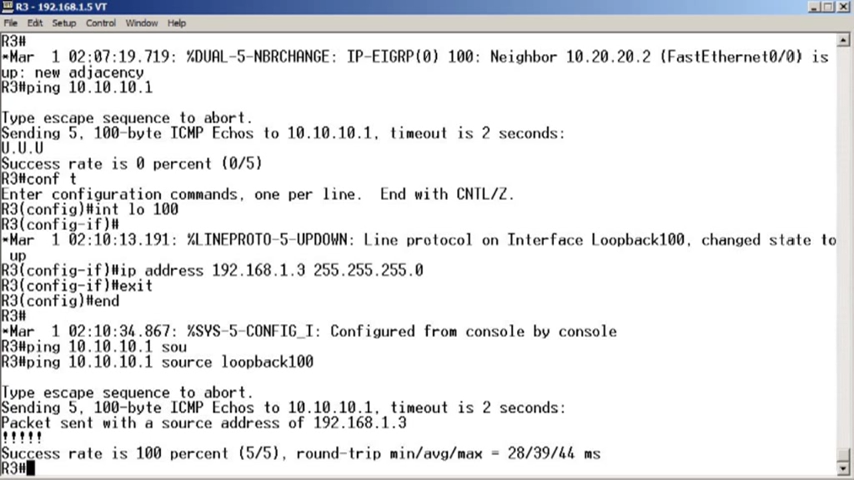 R3 - 192.168.1.5 VT
File Edit Setup Control Window Help
R3#
*Mar  1 02:07:19.719: %DUAL-5-NBRCHANGE: IP-EIGRP(0) 100: Neighbor 10.20.20.2 (FastEthernet0/0) is
up: new adjacency
R3#ping 10.10.10.1
Type escape sequence to abort.
Sending 5, 100-byte ICMP Echos to 10.10.10.1, timeout is 2 seconds:
U.U.U
Success rate is 0 percent (0/5)
R3#conf t
Enter configuration commands, one per line.  End with CNTL/Z.
R3(config)#int lo 100
R3(config-if)#
*Mar  1 02:10:13.191: %LINEPROTO-5-UPDOWN: Line protocol on Interface Loopback100, changed state to
up
R3(config-if)#ip address 192.168.1.3 255.255.255.0
R3(config-if)#exit
R3(config)#end
R3#
*Mar  1 02:10:34.867: %SYS-5-CONFIG_I: Configured from console by console
R3#ping 10.10.10.1 sou
R3#ping 10.10.10.1 source loopback100
Type escape sequence to abort.
Sending 5, 100-byte ICMP Echos to 10.10.10.1, timeout is 2 seconds:
Packet sent with a source address of 192.168.1.3
!!!!!
Success rate is 100 percent (5/5), round-trip min/avg/max = 28/39/44 ms
R3#